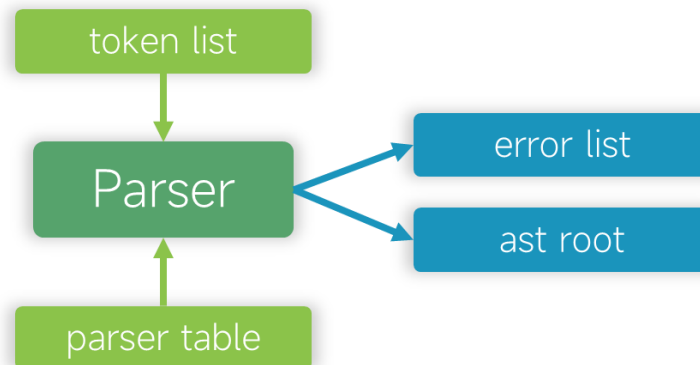 token list
Parser
error list
ast root
parser table